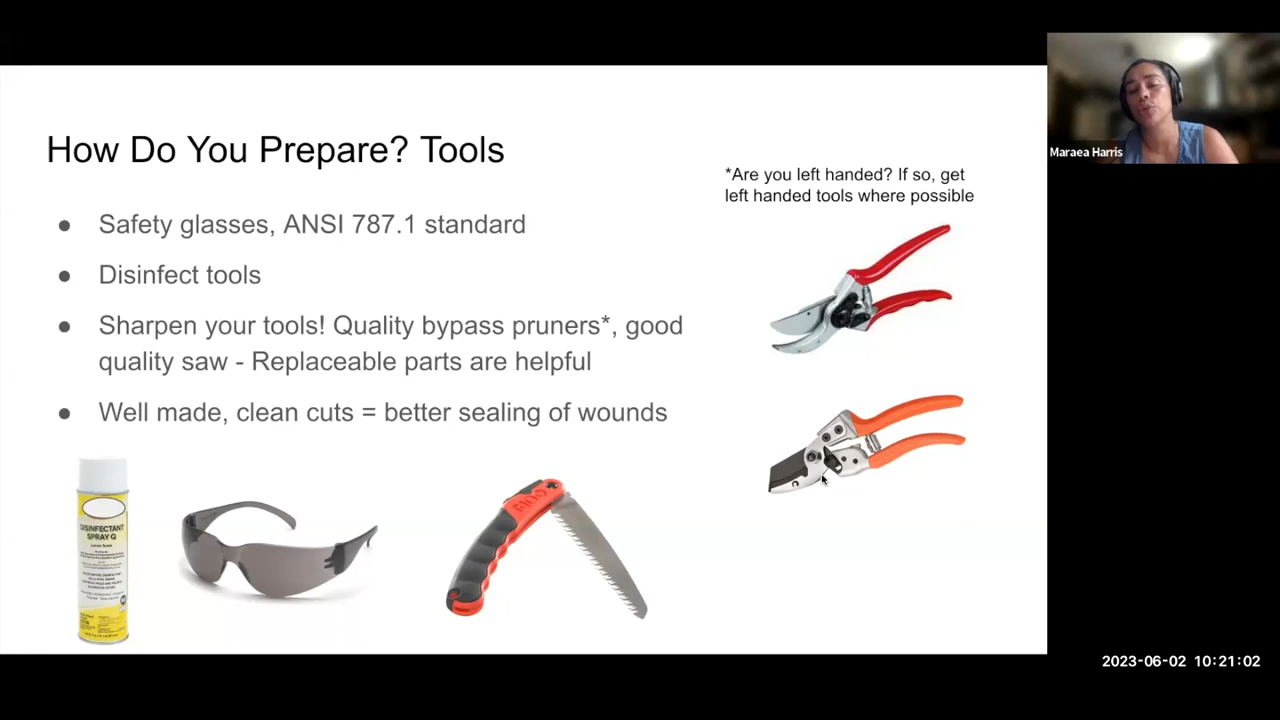 How Do You Prepare? Tools
*Are you left handed? If so, get
left handed tools where possible
● Safety glasses, ANSI 787.1 standard
● Disinfect tools
● Sharpen your tools! Quality bypass pruners*, good
quality saw - Replaceable parts are helpful
● Well made, clean cuts = better sealing of wounds
DISINFECTANT
SPRAY Q
F100
Maraea Harris
2023-06-02 10:21:02